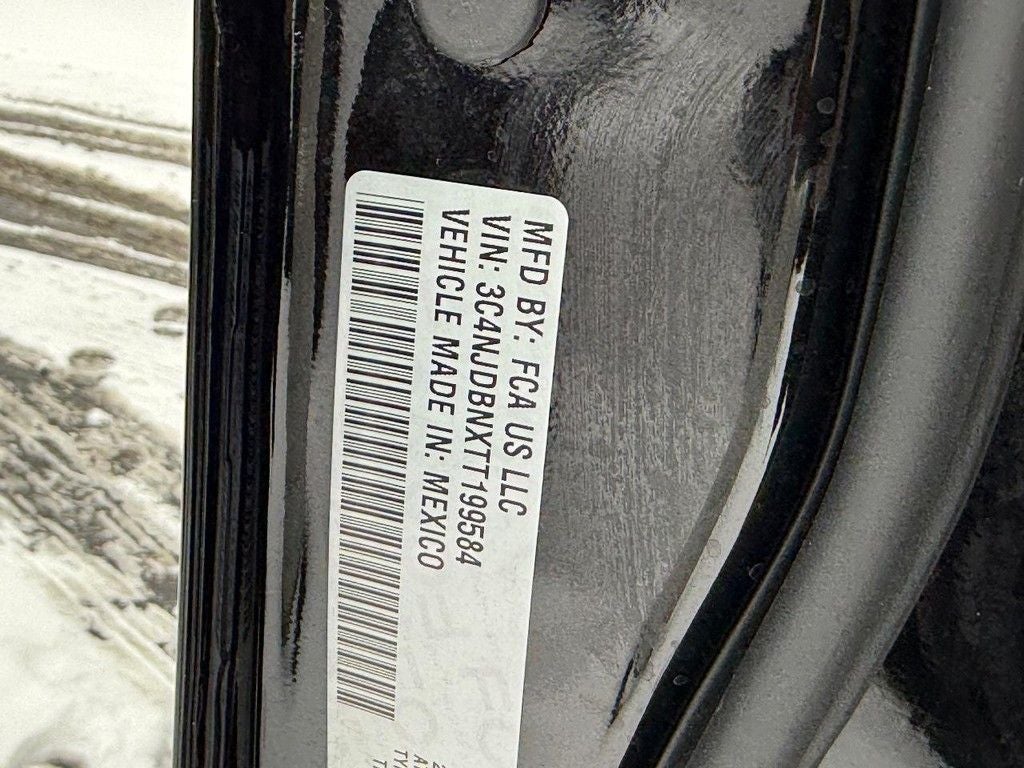 MFD BY: FCA US LLC
VIN: 3C4NJDBNXTT199584
VEHICLE MADE IN: MEXICO